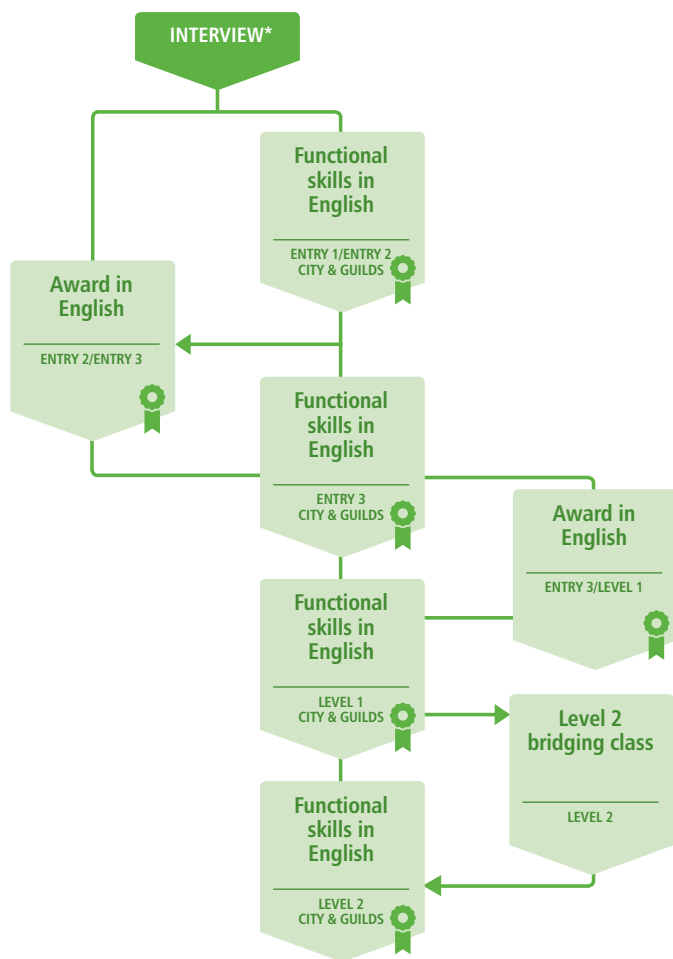 INTERVIEW*
Functional
skills in
English
ENTRY 1/ENTRY 2
CITY & GUILDS
Award in
English
ENTRY 2/ENTRY 3
Functional
skills in
English
ENTRY 3
CITY & GUILDS
Award in
English
ENTRY 3/LEVEL 1
Functional
skills in
English
LEVEL 1
CITY & GUILDS
Level 2
bridging class
LEVEL 2
Functional
skills in
English
LEVEL 2
CITY & GUILDS